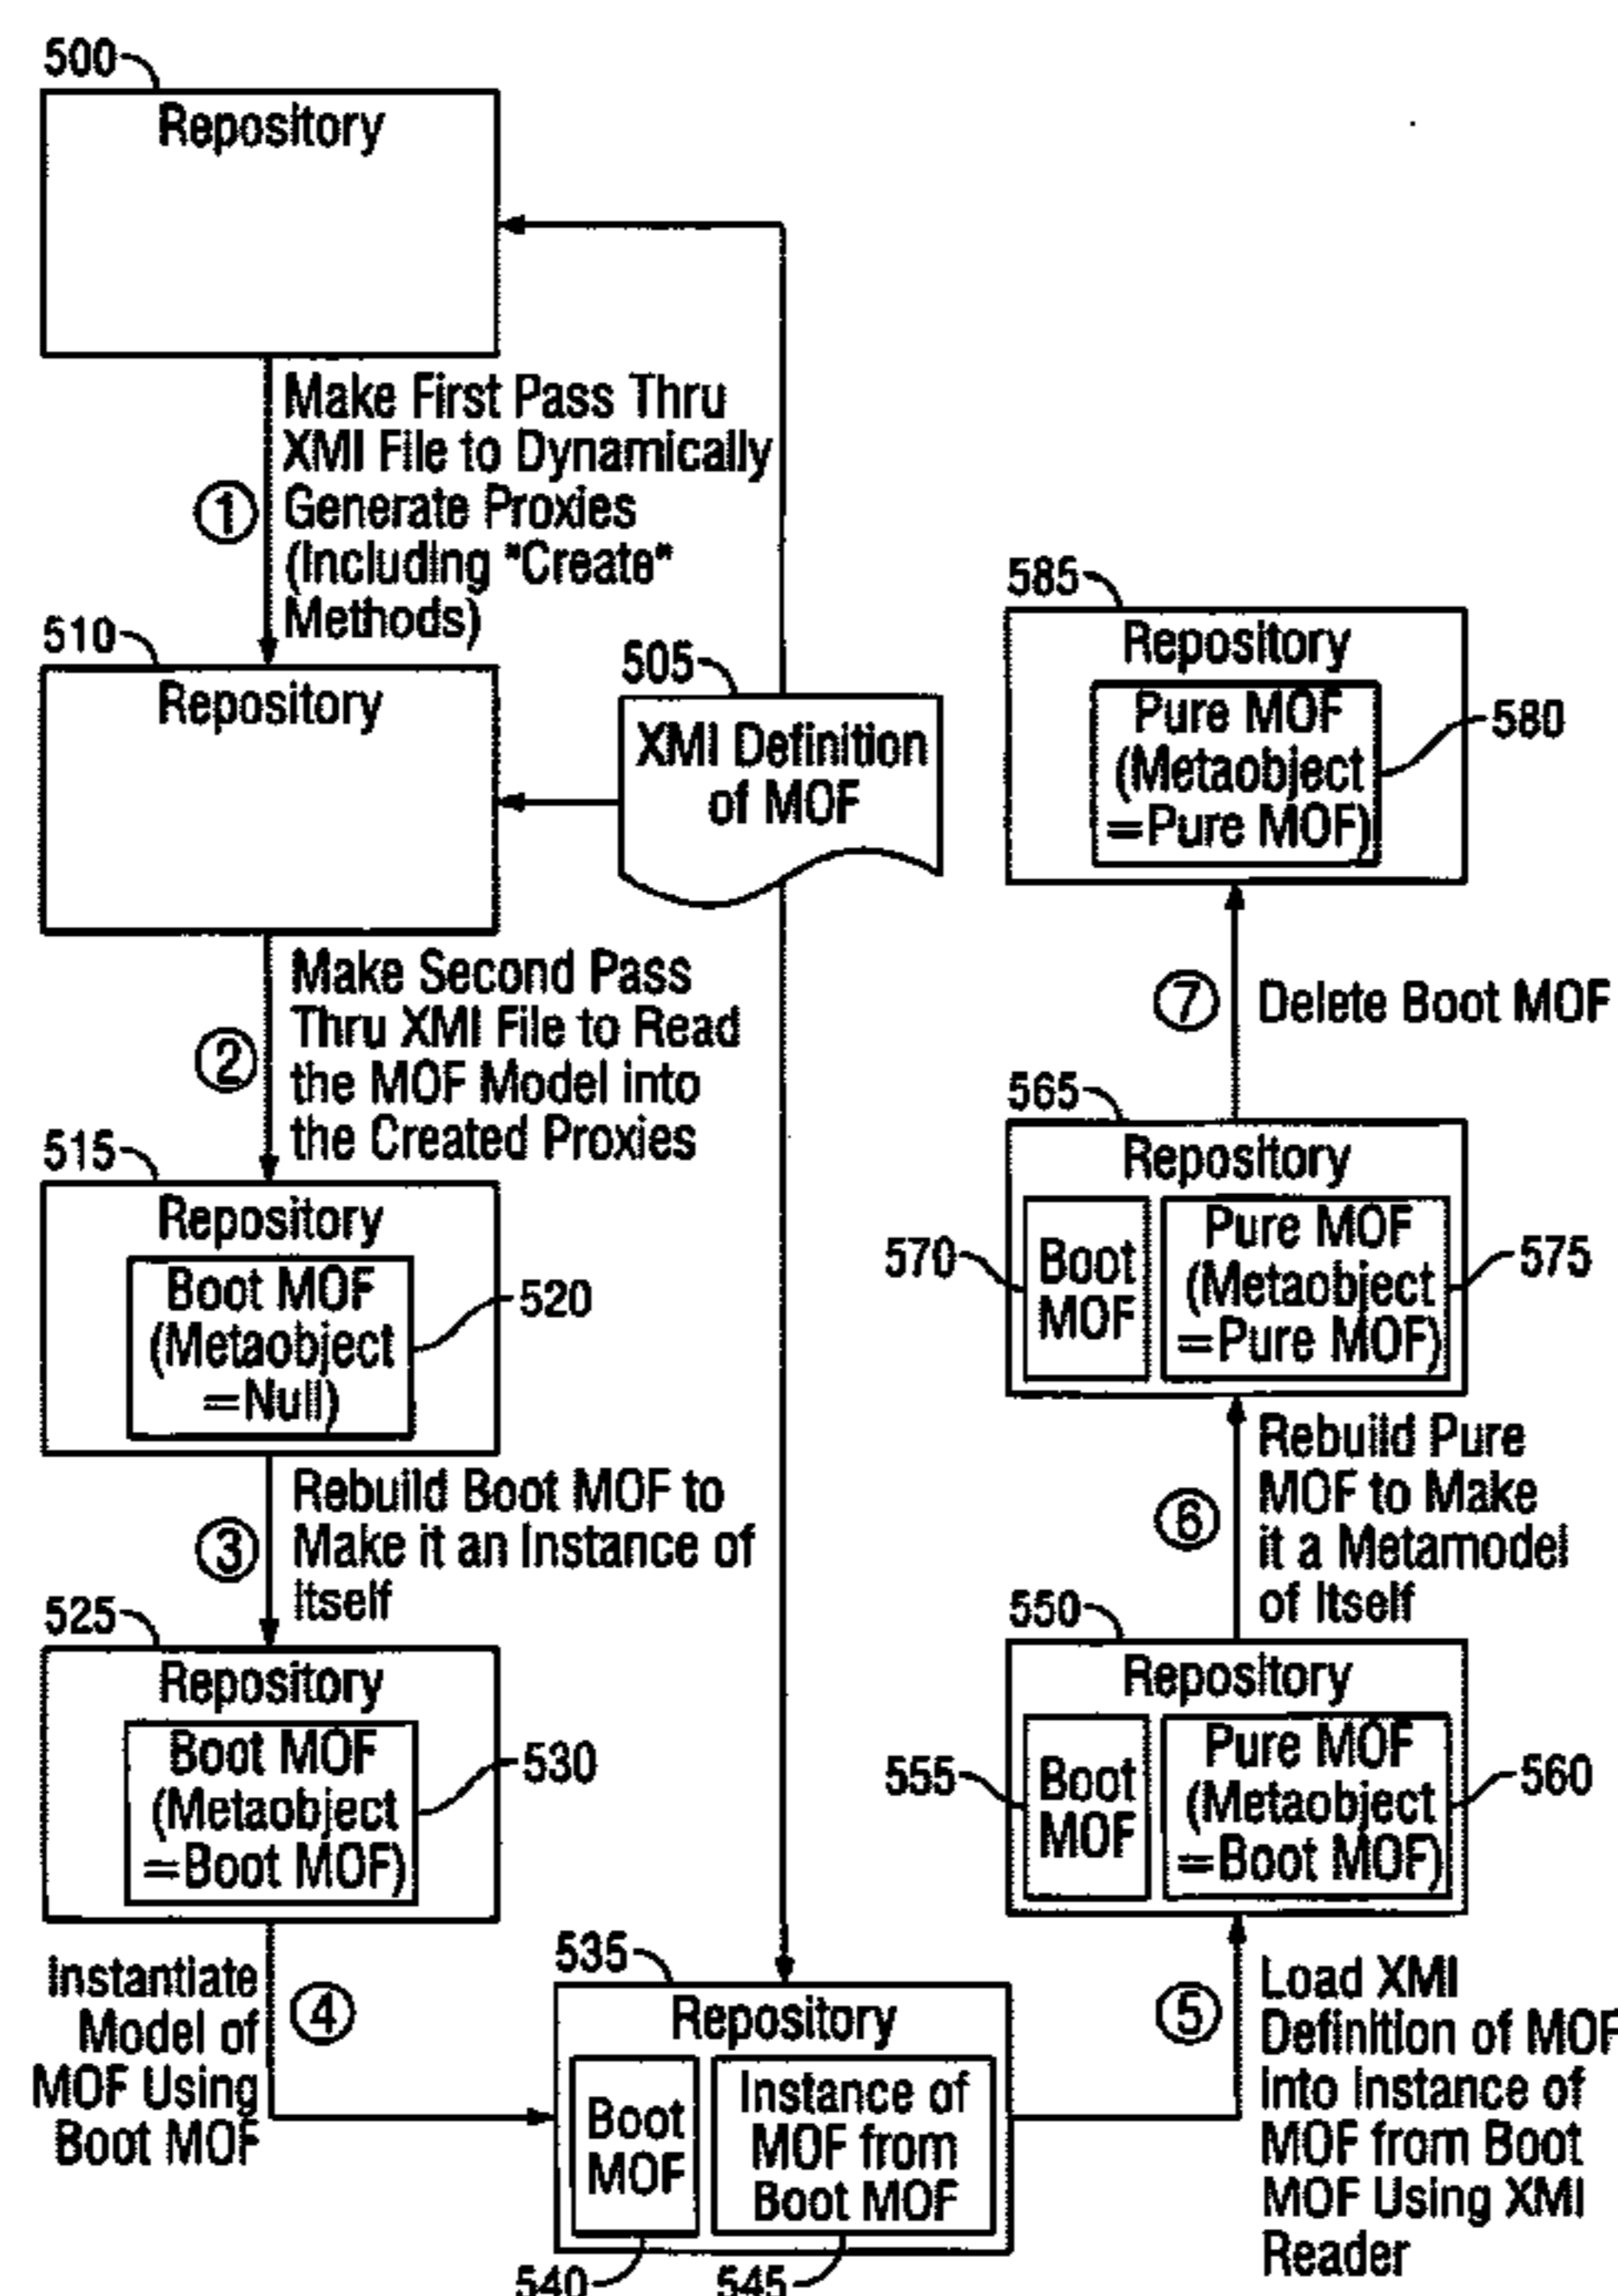 500
Repository
Make First Pass Thru
XMI File to Dynamically
Generate Proxies
(Including "Create"
Methods)
1
510
Repository
505
XMI Definition
of MOF
Make Second Pass
Thru XMI File to Read
the MOF Model into
the Created Proxies
2
515
Repository
Boot MOF
(Metaobject
=Null)
520
Rebuild Boot MOF to
Make it an Instance of
Itself
3
525
Repository
Boot MOF
(Metaobject
=Boot MOF)
530
Instantiate
Model of
MOF Using
Boot MOF
4
535
Repository
Boot
MOF
Instance of
MOF from
Boot MOF
540
545
5
Load XMI
Definition of MOF
Into Instance of
MOF from Boot
MOF Using XMI
Reader
550
Repository
555
Boot
MOF
Pure MOF
(Metaobject
=Boot MOF)
560
6
Rebuild Pure
MOF to Make
it a Metamodel
of Itself
565
Repository
570
Boot
MOF
Pure MOF
(Metaobject
=Pure MOF)
575
7
Delete Boot MOF
585
Repository
Pure MOF
(Metaobject
=Pure MOF)
580